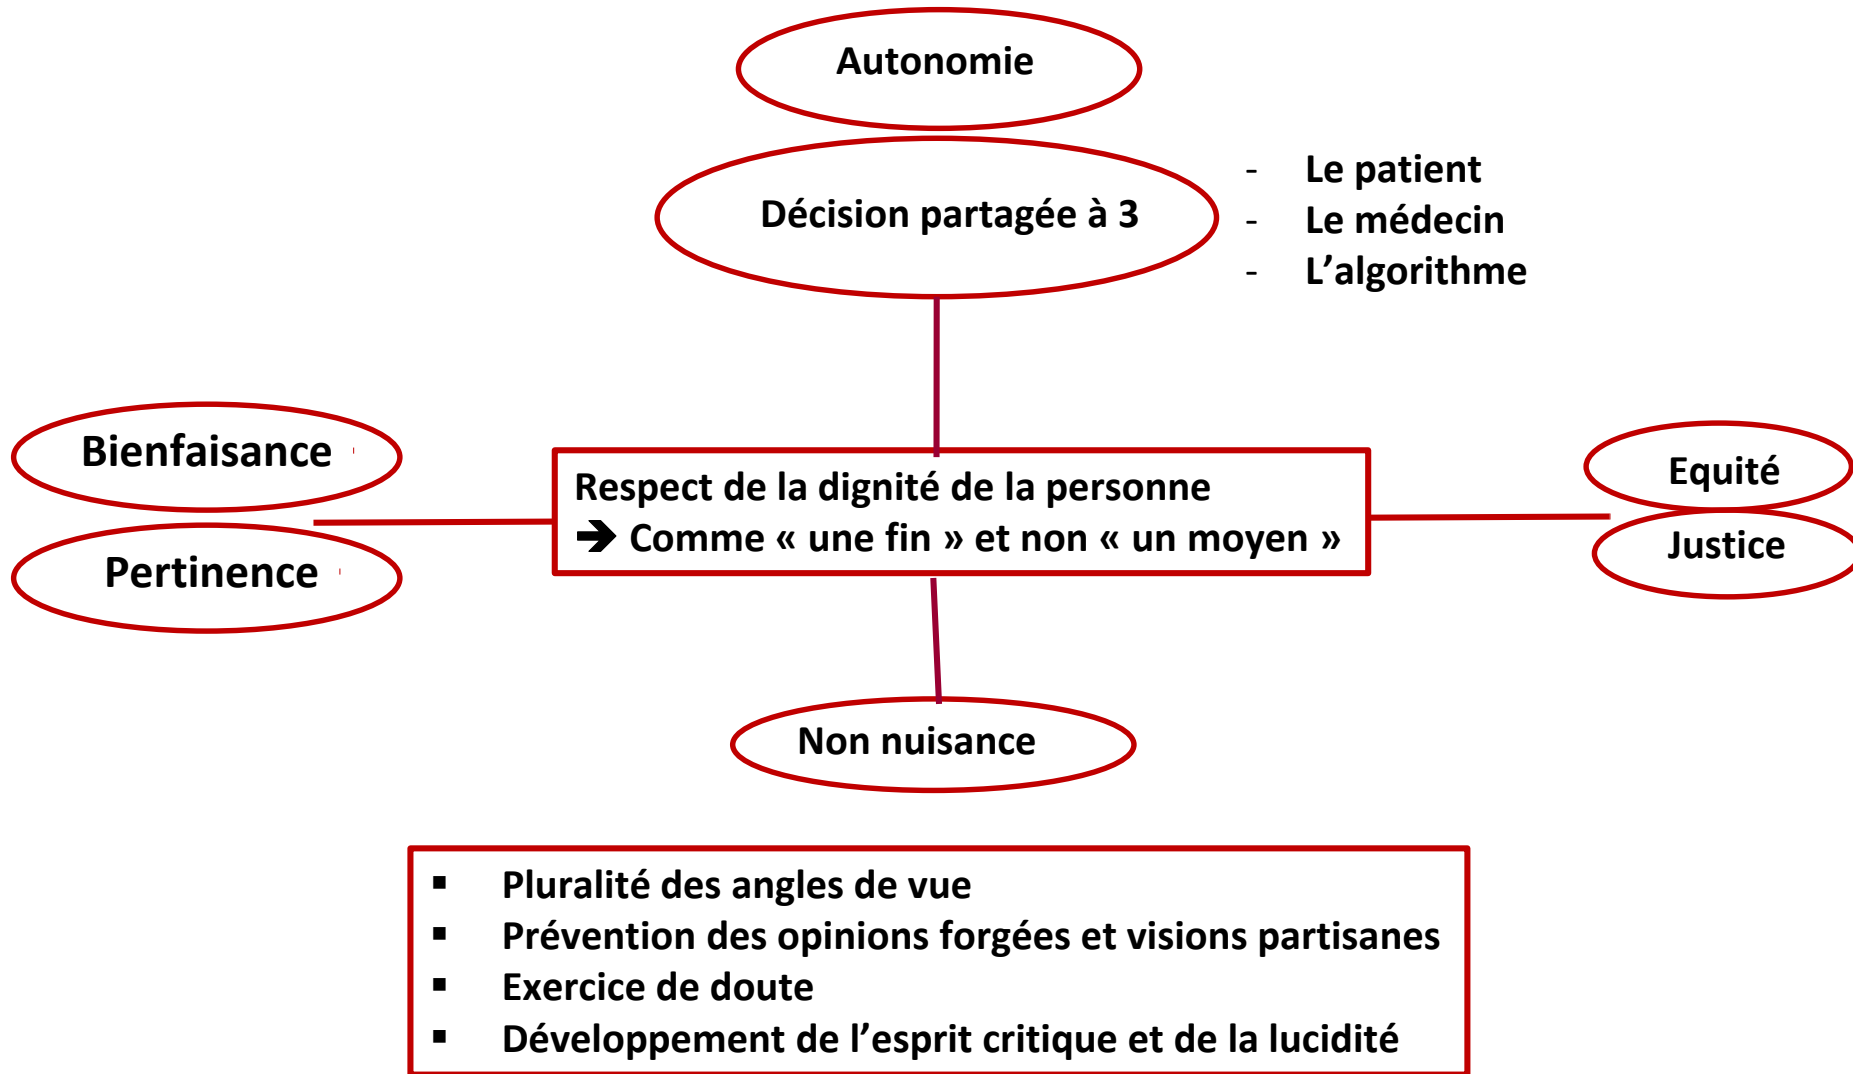 Autonomie
Décision partagée à 3
- Le patient
- Le médecin
- L’algorithme
Bienfaisance
Pertinence
Respect de la dignité de la personne
➔ Comme « une fin » et non « un moyen »
Equité
Justice
Non nuisance
▪ Pluralité des angles de vue
▪ Prévention des opinions forgées et visions partisanes
▪ Exercice de doute
▪ Développement de l’esprit critique et de la lucidité